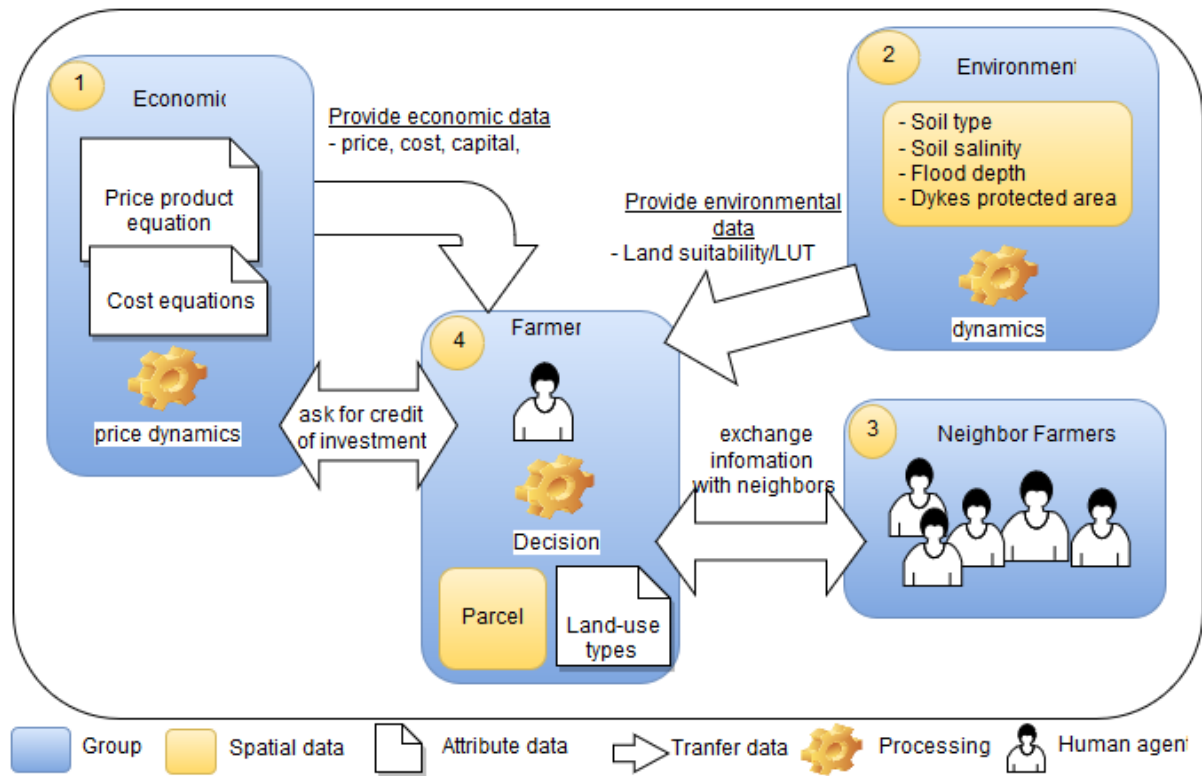 1
Economic
Price product
equation
Cost equations
price dynamics
Provide economic data
- price, cost, capital,
2
Environment
- Soil type
- Soil salinity
- Flood depth
- Dykes protected area
dynamics
Provide environmental
data
- Land suitability/LUT
4
Farmer
Decision
Parcel
Land-use
types
ask for credit
of investment
exchange
infomation
with neighbors
3
Neighbor Farmers
Group
Spatial data
Attribute data
Tranfer data
Processing
Human agent